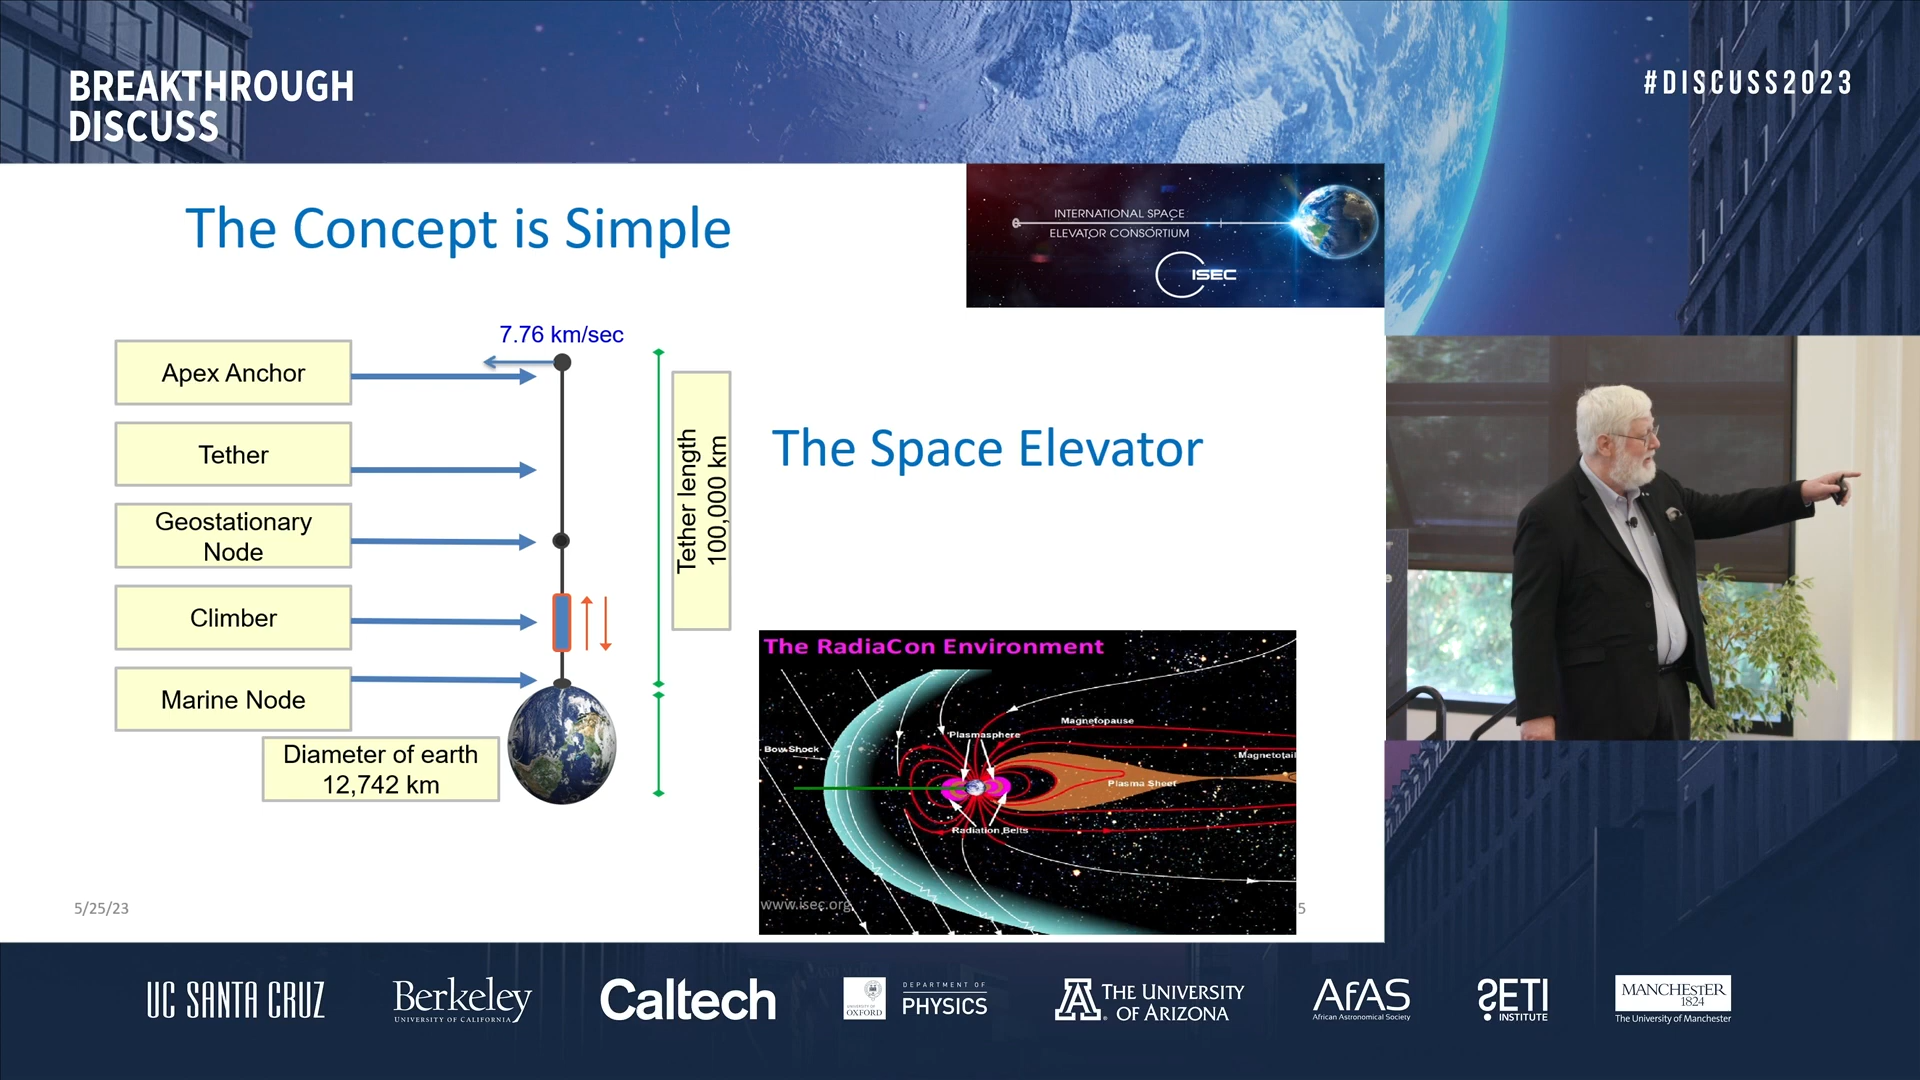 BREAKTHROUGH
DISCUSS
#DISCUSS2023
The Concept is Simple
INTERNATIONAL SPACE
ELEVATOR CONSORTIUM
ISEC
7.76 km/sec
Apex Anchor
Tether
Geostationary
Node
Climber
Marine Node
Diameter of earth
12,742 km
Tether length
100,000 km
The Space Elevator
The RadiaCon Environment
Magnetopause
Plasmasphere
Bow Shock
Magnetotail
Plasma Sheet
Radiation Belts
5/25/23
www.isec.org
5
UC SANTA CRUZ
Berkeley
UNIVERSITY OF CALIFORNIA
Caltech
UNIVERSITY OF
OXFORD
DEPARTMENT OF
PHYSICS
A
THE UNIVERSITY
OF ARIZONA
AfAS
African Astronomical Society
SETI
INSTITUTE
MANCHESTER
1824
The University of Manchester